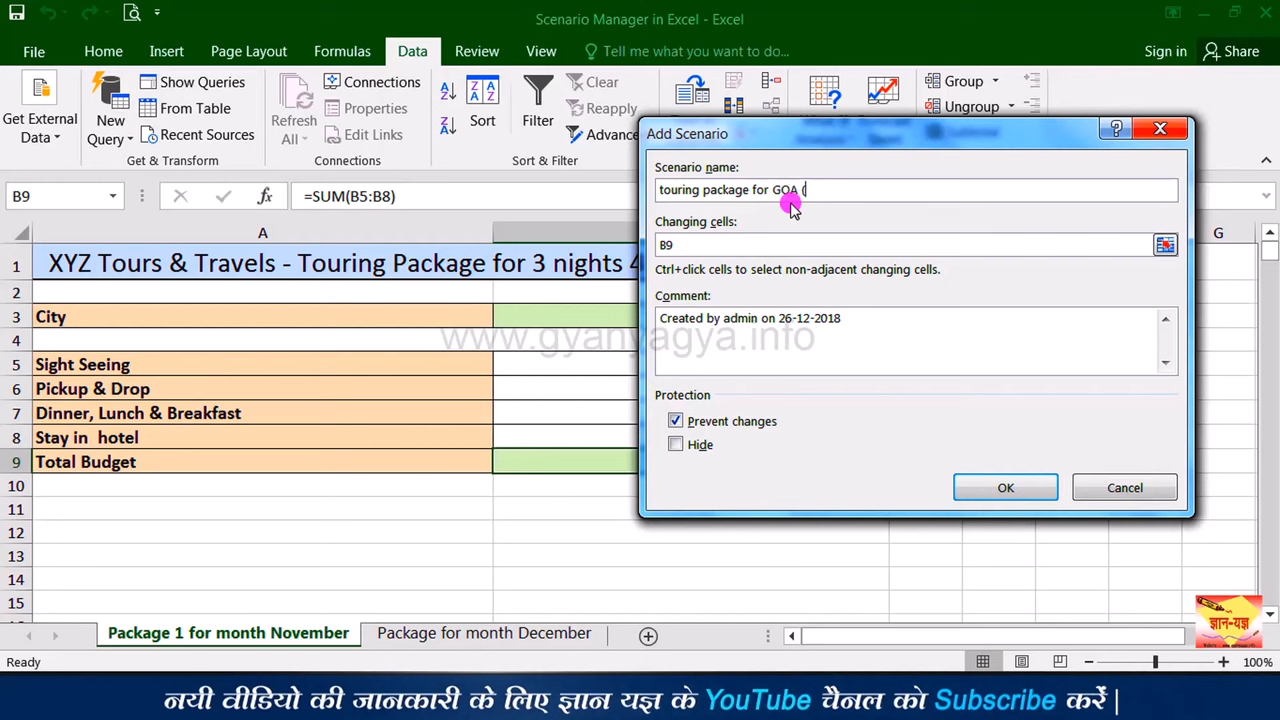 Scenario Manager in Excel - Excel
File Home Insert Page Layout Formulas Data Review View Tell me what you want to do... Sign in Share
Get External Data
New Query
Show Queries
From Table
Recent Sources
Get & Transform
Refresh All
Connections
Properties
Edit Links
Connections
Sort
Filter
Clear
Reapply
Advance
Sort & Filter
Group
Ungroup
B9 =SUM(B5:B8)
A G
1 XYZ Tours & Travels - Touring Package for 3 nights 4
2
3 City
4
5 Sight Seeing
6 Pickup & Drop
7 Dinner, Lunch & Breakfast
8 Stay in hotel
9 Total Budget
10
11
12
13
14
15
Add Scenario
Scenario name:
touring package for GOA (
Changing cells:
B9
Ctrl+click cells to select non-adjacent changing cells.
Comment:
Created by admin on 26-12-2018
Protection
Prevent changes
Hide
OK Cancel
www.gyanyagya.info
Package 1 for month November Package for month December
ज्ञान-यज्ञ
Ready 100%
नयी वीडियो की जानकारी के लिए ज्ञान यज्ञ के YouTube चैनल को Subscribe करें |